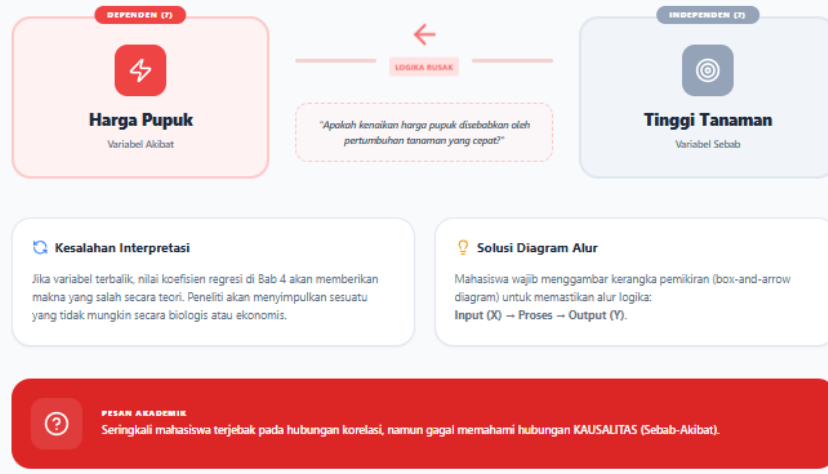 DEPENDEN (?)
Harga Pupuk
Variabel Akibat
LOGIKA RUSAK
"Apakah kenaikan harga pupuk disebabkan oleh
pertumbuhan tanaman yang cepat?"
INDEPENDEN (?)
Tinggi Tanaman
Variabel Sebab
Kesalahan Interpretasi
Jika variabel terbalik, nilai koefisien regresi di Bab 4 akan memberikan
makna yang salah secara teori. Peneliti akan menyimpulkan sesuatu
yang tidak mungkin secara biologis atau ekonomis.
Solusi Diagram Alur
Mahasiswa wajib menggambar kerangka pemikiran (box-and-arrow
diagram) untuk memastikan alur logika:
Input (X) → Proses → Output (Y).
PESAN AKADEMIK
Seringkali mahasiswa terjebak pada hubungan korelasi, namun gagal memahami hubungan KAUSALITAS (Sebab-Akibat).